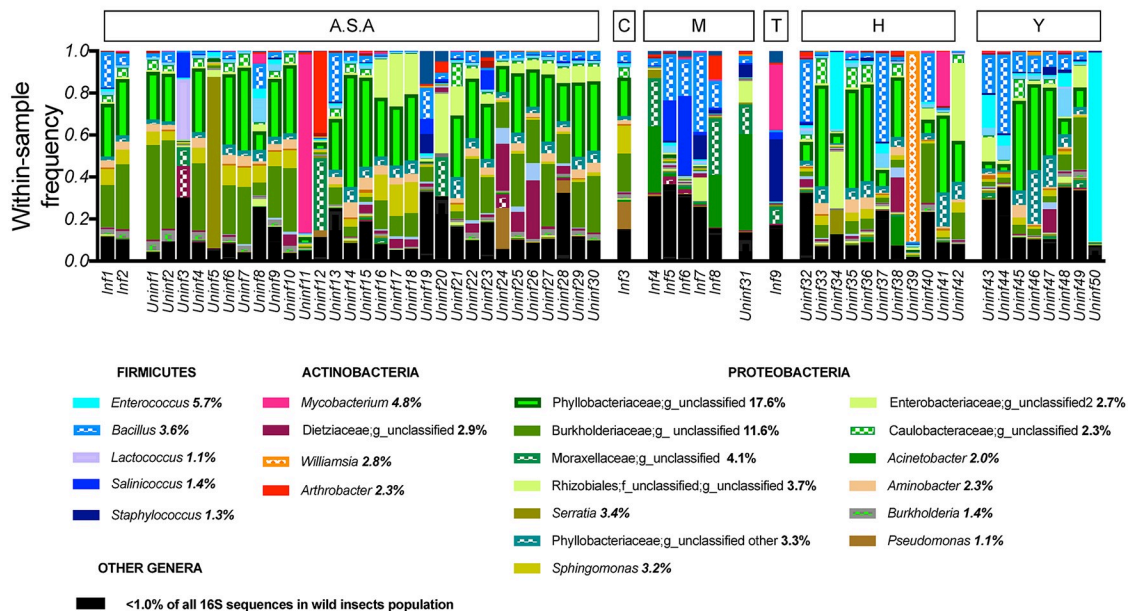 A.S.A C M T H Y
Within-sample
frequency
1.0
0.8
0.6
0.4
0.2
0.0
Inf1 Inf2 Uninf1 Uninf2 Uninf3 Uninf4 Uninf5 Uninf6 Uninf7 Uninf8 Uninf9 Uninf10 Uninf11 Uninf12 Uninf13 Uninf14 Uninf15 Uninf16 Uninf17 Uninf18 Uninf19 Uninf20 Uninf21 Uninf22 Uninf23 Uninf24 Uninf25 Uninf26 Uninf27 Uninf28 Uninf29 Uninf30 Inf3 Inf4 Inf5 Inf6 Inf7 Inf8 Uninf31 Inf9 Uninf32 Uninf33 Uninf34 Uninf35 Uninf36 Uninf37 Uninf38 Uninf39 Uninf40 Uninf41 Uninf42 Uninf43 Uninf44 Uninf45 Uninf46 Uninf47 Uninf48 Uninf49 Uninf50
FIRMICUTES
Enterococcus 5.7%
Bacillus 3.6%
Lactococcus 1.1%
Salinicoccus 1.4%
Staphylococcus 1.3%
ACTINOBACTERIA
Mycobacterium 4.8%
Dietziaceae;g_unclassified 2.9%
Williamsia 2.8%
Arthrobacter 2.3%
PROTEOBACTERIA
Phyllobacteriaceae;g_unclassified 17.6%
Burkholderiaceae;g_ unclassified 11.6%
Moraxellaceae;g_unclassified 4.1%
Rhizobiales;f_unclassified;g_unclassified 3.7%
Serratia 3.4%
Phyllobacteriaceae;g_unclassified other 3.3%
Sphingomonas 3.2%
Enterobacteriaceae;g_unclassified2 2.7%
Caulobacteraceae;g_unclassified 2.3%
Acinetobacter 2.0%
Aminobacter 2.3%
Burkholderia 1.4%
Pseudomonas 1.1%
OTHER GENERA
<1.0% of all 16S sequences in wild insects population